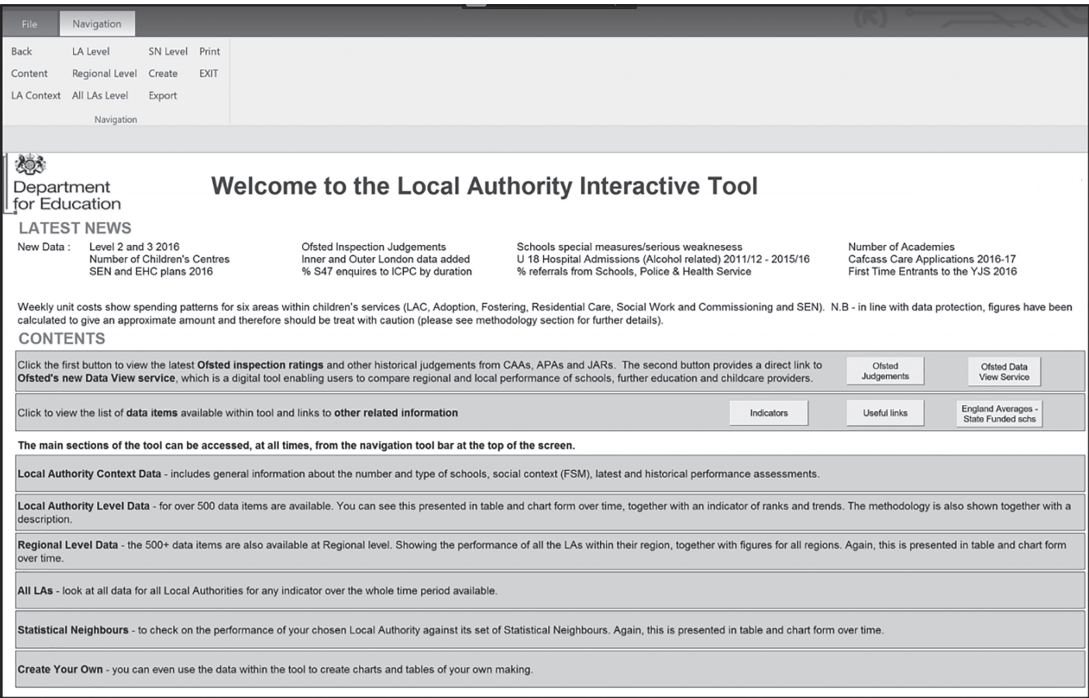 File Navigation
Back LA Level SN Level Print
Content Regional Level Create EXIT
LA Context All LAs Level Export
Navigation
Department
for Education
Welcome to the Local Authority Interactive Tool
LATEST NEWS
New Data : Level 2 and 3 2016 Ofsted Inspection Judgements Schools special measures/serious weaknesess Number of Academies
Number of Children's Centres Inner and Outer London data added U 18 Hospital Admissions (Alcohol related) 2011/12 - 2015/16 Cafcass Care Applications 2016-17
SEN and EHC plans 2016 % S47 enquires to ICPC by duration % referrals from Schools, Police & Health Service First Time Entrants to the YJS 2016
Weekly unit costs show spending patterns for six areas within children's services (LAC, Adoption, Fostering, Residential Care, Social Work and Commissioning and SEN). N.B - in line with data protection, figures have been
calculated to give an approximate amount and therefore should be treat with caution (please see methodology section for further details).
CONTENTS
Click the first button to view the latest Ofsted inspection ratings and other historical judgements from CAAs, APAs and JARs. The second button provides a direct link to
Ofsted's new Data View service, which is a digital tool enabling users to compare regional and local performance of schools, further education and childcare providers.
Ofsted
Judgements
Ofsted Data
View Service
Click to view the list of data items available within tool and links to other related information
Indicators
Useful links
England Averages -
State Funded schs
The main sections of the tool can be accessed, at all times, from the navigation tool bar at the top of the screen.
Local Authority Context Data - includes general information about the number and type of schools, social context (FSM), latest and historical performance assessments.
Local Authority Level Data - for over 500 data items are available. You can see this presented in table and chart form over time, together with an indicator of ranks and trends. The methodology is also shown together with a
description.
Regional Level Data - the 500+ data items are also available at Regional level. Showing the performance of all the LAs within their region, together with figures for all regions. Again, this is presented in table and chart form
over time.
All LAs - look at all data for all Local Authorities for any indicator over the whole time period available.
Statistical Neighbours - to check on the performance of your chosen Local Authority against its set of Statistical Neighbours. Again, this is presented in table and chart form over time.
Create Your Own - you can even use the data within the tool to create charts and tables of your own making.